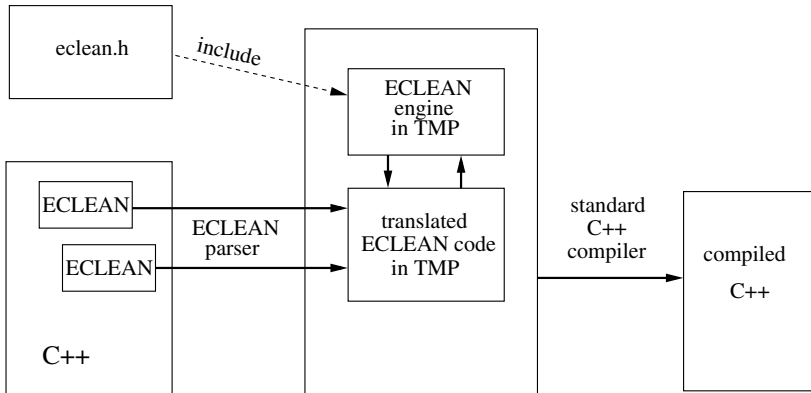 eclean.h
include
ECLEAN
engine
in TMP
ECLEAN
ECLEAN
ECLEAN
parser
translated
ECLEAN code
in TMP
standard
C++
compiler
compiled
C++
C++